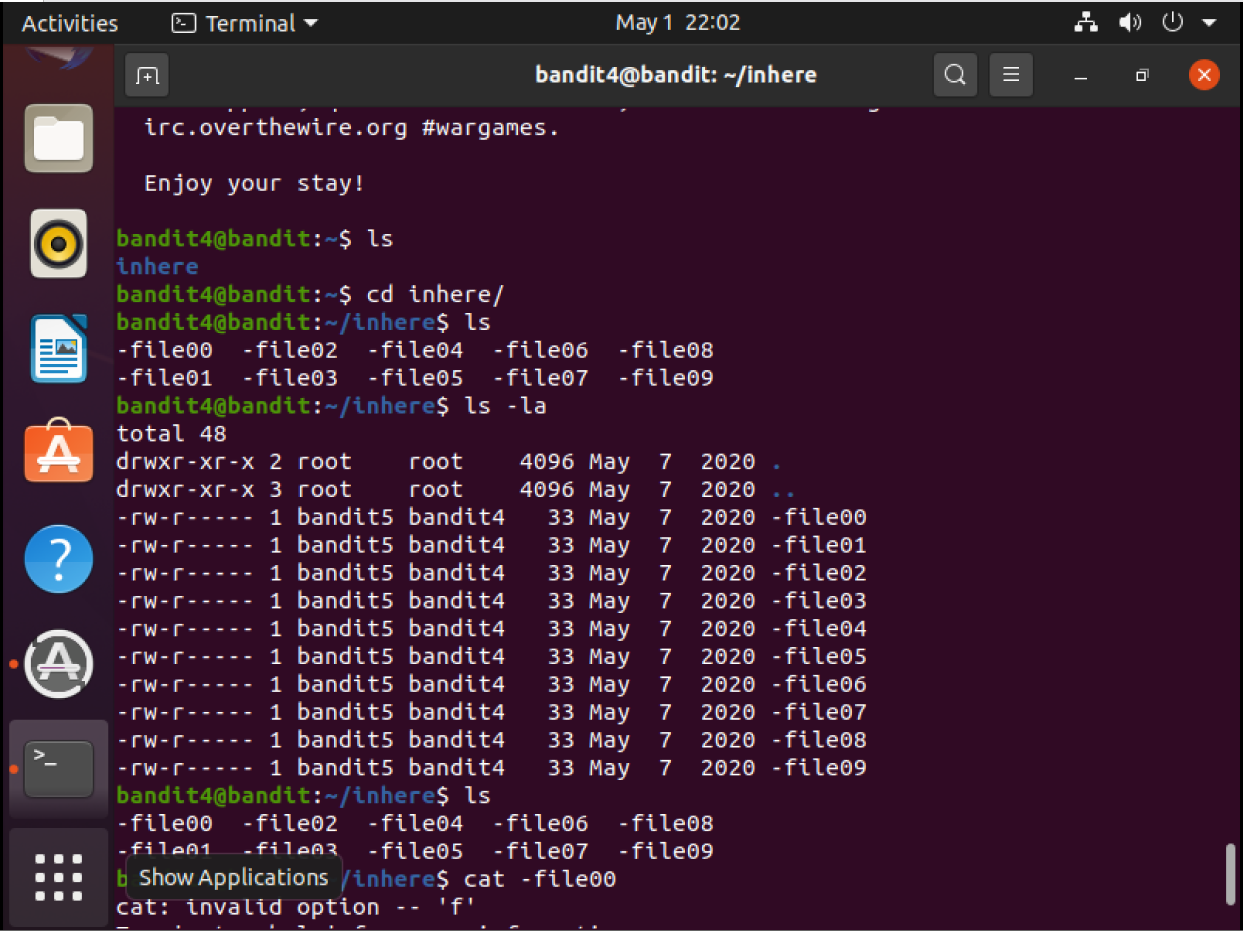 Activities Terminal May 1 22:02
bandit4@bandit: ~/inhere
irc.overthewire.org #wargames.
Enjoy your stay!
bandit4@bandit:~$ ls
inhere
bandit4@bandit:~$ cd inhere/
bandit4@bandit:~/inhere$ ls
-file00 -file02 -file04 -file06 -file08
-file01 -file03 -file05 -file07 -file09
bandit4@bandit:~/inhere$ ls -la
total 48
drwxr-xr-x 2 root root 4096 May 7 2020 .
drwxr-xr-x 3 root root 4096 May 7 2020 ..
-rw-r----- 1 bandit5 bandit4 33 May 7 2020 -file00
-rw-r----- 1 bandit5 bandit4 33 May 7 2020 -file01
-rw-r----- 1 bandit5 bandit4 33 May 7 2020 -file02
-rw-r----- 1 bandit5 bandit4 33 May 7 2020 -file03
-rw-r----- 1 bandit5 bandit4 33 May 7 2020 -file04
-rw-r----- 1 bandit5 bandit4 33 May 7 2020 -file05
-rw-r----- 1 bandit5 bandit4 33 May 7 2020 -file06
-rw-r----- 1 bandit5 bandit4 33 May 7 2020 -file07
-rw-r----- 1 bandit5 bandit4 33 May 7 2020 -file08
-rw-r----- 1 bandit5 bandit4 33 May 7 2020 -file09
bandit4@bandit:~/inhere$ ls
-file00 -file02 -file04 -file06 -file08
-file01 -file03 -file05 -file07 -file09
b Show Applications /inhere$ cat -file00
cat: invalid option -- 'f'